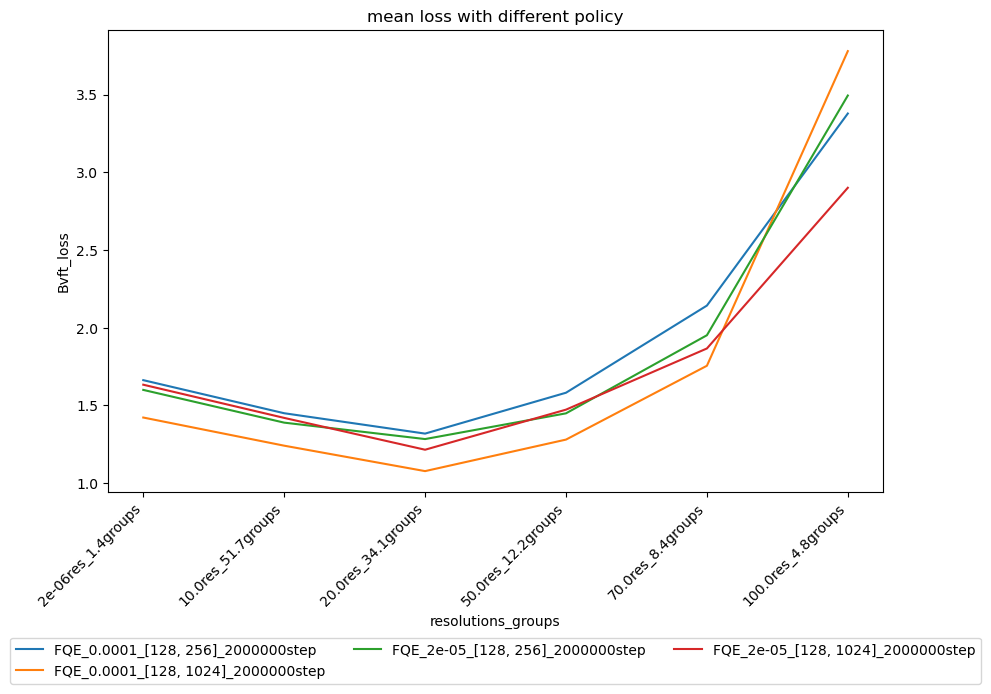 mean loss with different policy
Bvft_loss
3.5
3.0
2.5
2.0
1.5
1.0
2e-06res_1.4groups
10.0res_51.7groups
20.0res_34.1groups
50.0res_12.2groups
70.0res_8.4groups
100.0res_4.8groups
resolutions_groups
FQE_0.0001_[128, 256]_2000000step
FQE_0.0001_[128, 1024]_2000000step
FQE_2e-05_[128, 256]_2000000step
FQE_2e-05_[128, 1024]_2000000step